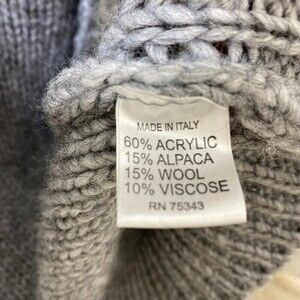 MADE IN ITALY
60% ACRYLIC
15% ALPACA
15% WOOL
10% VISCOSE
RN 75343